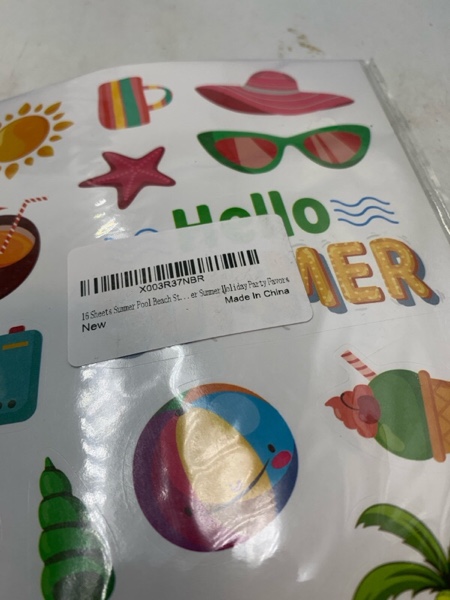 Hello
MER
X003R37NBR
16 Sheets Summer Pool Beach St... er Summer Holiday Party Favors
New
Made In China